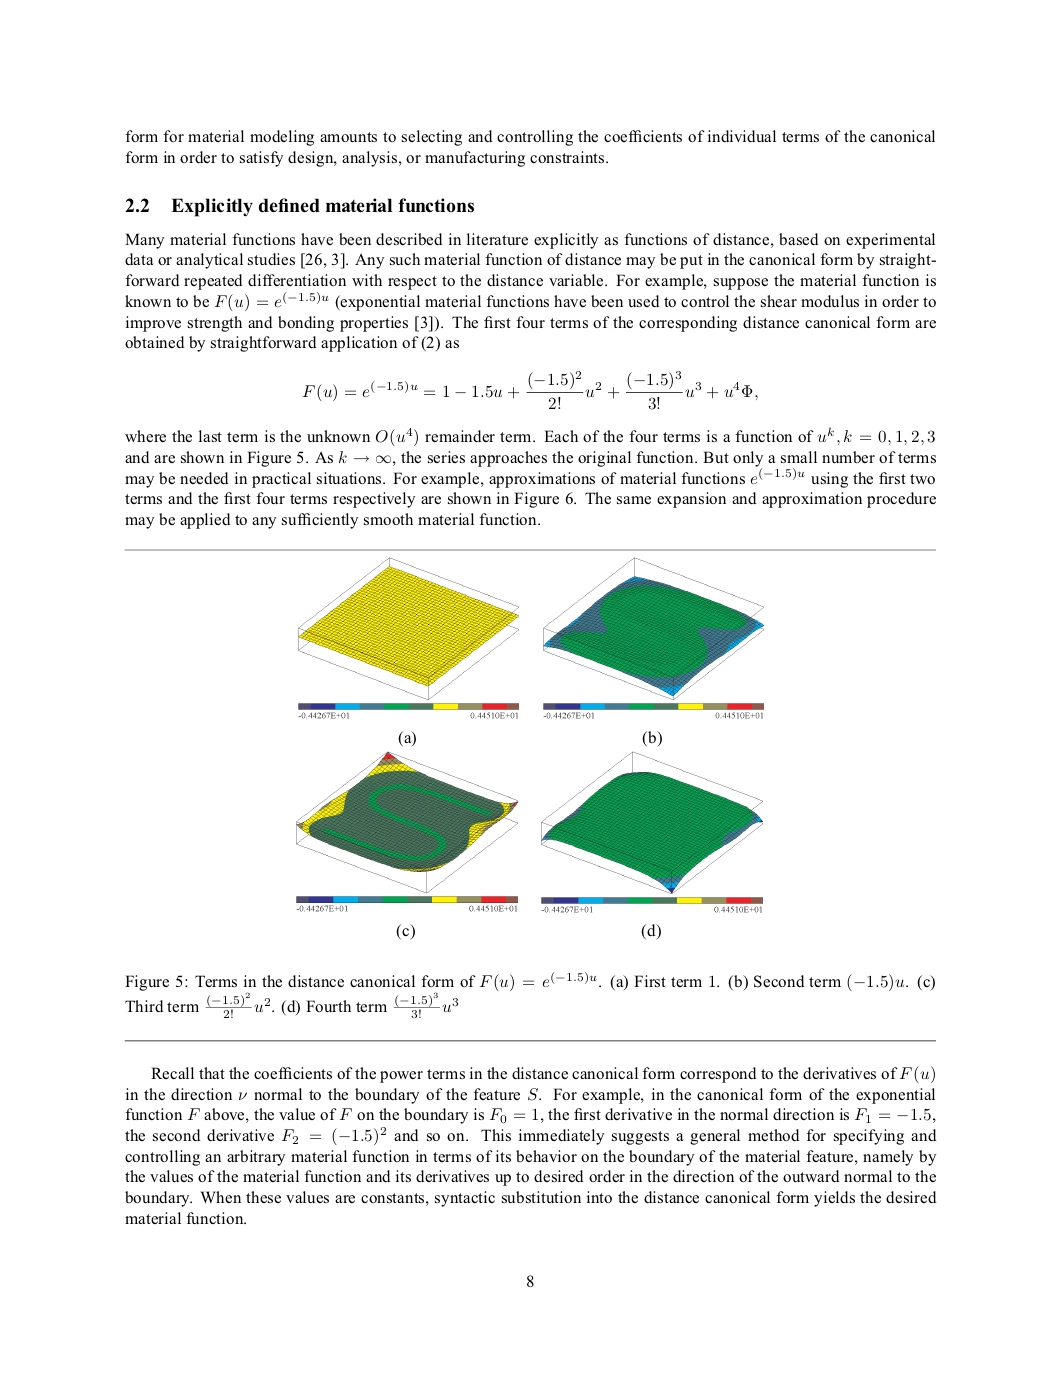 form for material modeling amounts to selecting and controlling the coefficients of individual terms of the canonical
form in order to satisfy design, analysis, or manufacturing constraints.
2.2 Explicitly defined material functions
Many material functions have been described in literature explicitly as functions of distance, based on experimental
data or analytical studies [26, 3]. Any such material function of distance may be put in the canonical form by straight-
forward repeated differentiation with respect to the distance variable. For example, suppose the material function is
known to be F(u) = e^{(−1.5)u} (exponential material functions have been used to control the shear modulus in order to
improve strength and bonding properties [3]). The first four terms of the corresponding distance canonical form are
obtained by straightforward application of (2) as
F(u) = e^{(−1.5)u} = 1 − 1.5u + \frac{(−1.5)^2}{2!}u^2 + \frac{(−1.5)^3}{3!}u^3 + u^4Φ,
where the last term is the unknown O(u^4) remainder term. Each of the four terms is a function of u^k, k = 0, 1, 2, 3
and are shown in Figure 5. As k → ∞, the series approaches the original function. But only a small number of terms
may be needed in practical situations. For example, approximations of material functions e^{(−1.5)u} using the first two
terms and the first four terms respectively are shown in Figure 6. The same expansion and approximation procedure
may be applied to any sufficiently smooth material function.
-0.44267E+01 0.44510E+01 -0.44267E+01 0.44510E+01
(a) (b)
-0.44267E+01 0.44510E+01 -0.44267E+01 0.44510E+01
(c) (d)
Figure 5: Terms in the distance canonical form of F(u) = e^{(−1.5)u}. (a) First term 1. (b) Second term (−1.5)u. (c)
Third term \frac{(−1.5)^2}{2!}u^2. (d) Fourth term \frac{(−1.5)^3}{3!}u^3
Recall that the coefficients of the power terms in the distance canonical form correspond to the derivatives of F(u)
in the direction ν normal to the boundary of the feature S. For example, in the canonical form of the exponential
function F above, the value of F on the boundary is F_0 = 1, the first derivative in the normal direction is F_1 = −1.5,
the second derivative F_2 = (−1.5)^2 and so on. This immediately suggests a general method for specifying and
controlling an arbitrary material function in terms of its behavior on the boundary of the material feature, namely by
the values of the material function and its derivatives up to desired order in the direction of the outward normal to the
boundary. When these values are constants, syntactic substitution into the distance canonical form yields the desired
material function.
8